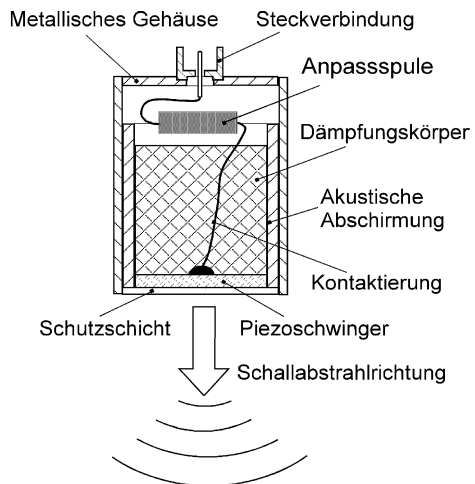 Metallisches Gehäuse
Steckverbindung
Anpassspule
Dämpfungskörper
Akustische
Abschirmung
Kontaktierung
Schutzschicht
Piezoschwinger
Schallabstrahlrichtung